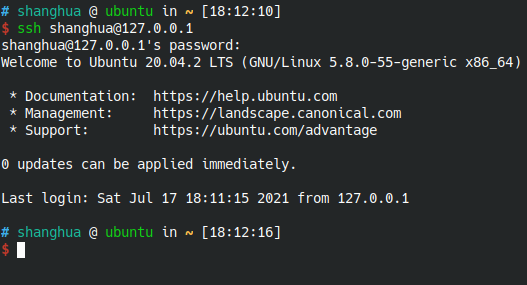 # shanghua @ ubuntu in ~ [18:12:10]
$ ssh shanghua@127.0.0.1
shanghua@127.0.0.1's password:
Welcome to Ubuntu 20.04.2 LTS (GNU/Linux 5.8.0-55-generic x86_64)
* Documentation:  https://help.ubuntu.com
* Management:     https://landscape.canonical.com
* Support:        https://ubuntu.com/advantage
0 updates can be applied immediately.
Last login: Sat Jul 17 18:11:15 2021 from 127.0.0.1
# shanghua @ ubuntu in ~ [18:12:16]
$